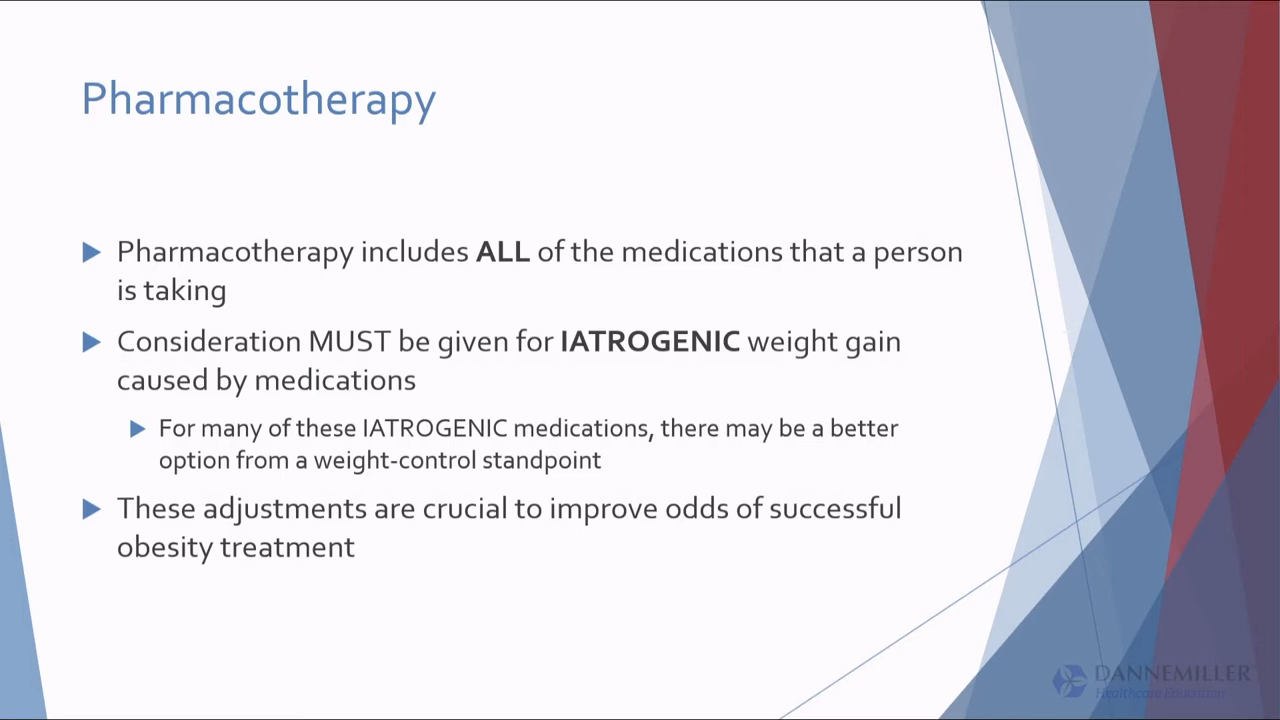 Pharmacotherapy
Pharmacotherapy includes ALL of the medications that a person
is taking
Consideration MUST be given for IATROGENIC weight gain
caused by medications
For many of these IATROGENIC medications, there may be a better
option from a weight-control standpoint
These adjustments are crucial to improve odds of successful
obesity treatment
DANNEMILLER
Healthcare Education